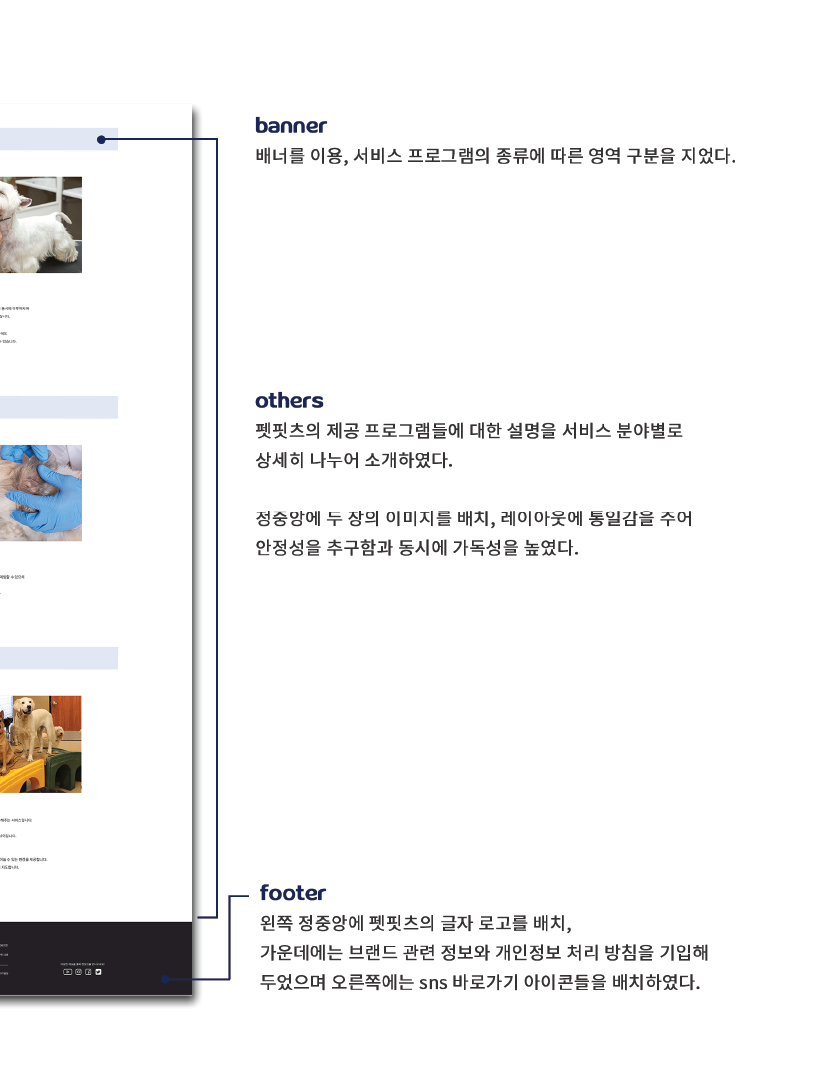 banner
배너를 이용, 서비스 프로그램의 종류에 따른 영역 구분을 지었다.
others
펫핏츠의 제공 프로그램들에 대한 설명을 서비스 분야별로
상세히 나누어 소개하였다.
정중앙에 두 장의 이미지를 배치, 레이아웃에 통일감을 주어
안정성을 추구함과 동시에 가독성을 높였다.
footer
왼쪽 정중앙에 펫핏츠의 글자 로고를 배치,
가운데에는 브랜드 관련 정보와 개인정보 처리 방침을 기입해
두었으며 오른쪽에는 sns 바로가기 아이콘들을 배치하였다.